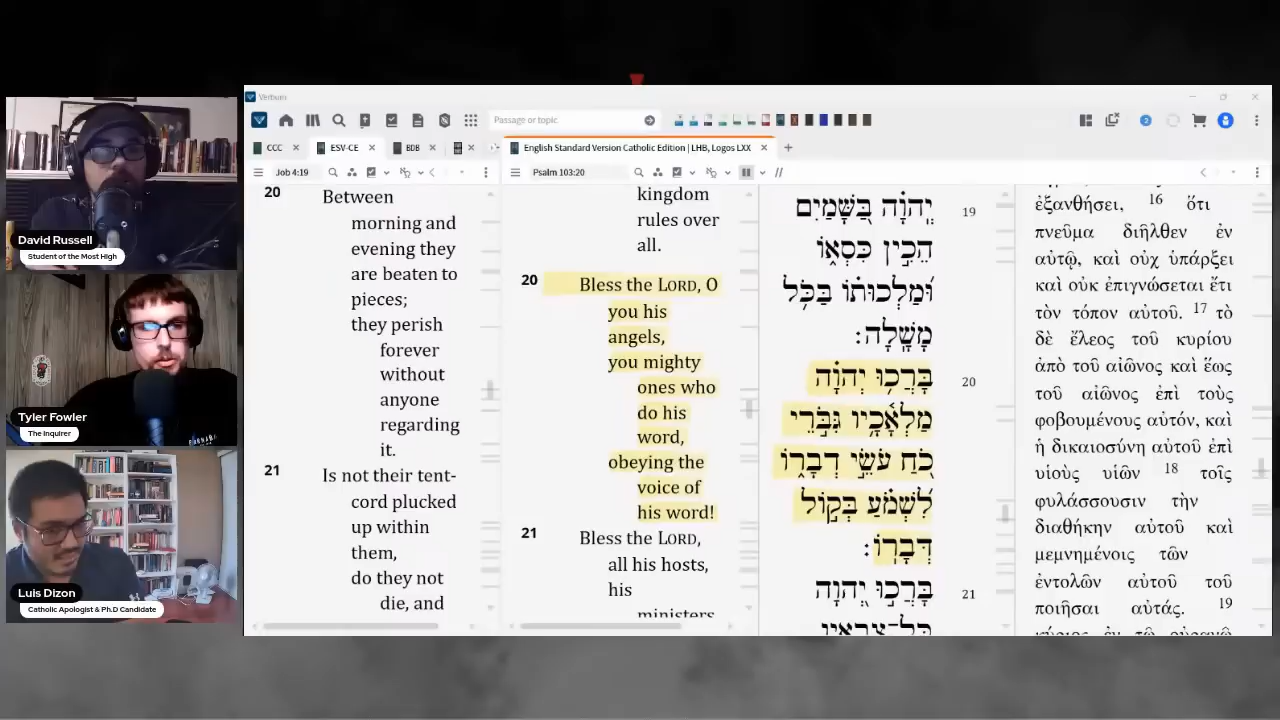 David Russell
Student of the Most High
Tyler Fowler
The Inquirer
Luis Dizon
Catholic Apologist & Ph.D Candidate
Verbum
Passage or topic
CCC
ESV-CE
BDB
English Standard Version Catholic Edition | LHB, Logos LXX
Job 4:19
Psalm 103:20
20 Between
morning and
evening they
are beaten to
pieces;
they perish
forever
without
anyone
regarding
it.
21 Is not their tent-
cord plucked
up within
them,
do they not
die, and
kingdom
rules over
all.
20 Bless the LORD, O
you his
angels,
you mighty
ones who
do his
word,
obeying the
voice of
his word!
21 Bless the LORD,
all his hosts,
his
ministers
19 יְֽהוָ֗ה בַּ֭שָּׁמַיִם
הֵכִ֣ין כִּסְא֑וֹ
וּ֝מַלְכוּת֗וֹ בַּכֹּ֥ל
מָשָֽׁלָה׃
20 בָּרֲכ֥וּ יְהוָ֗ה
מַלְאָ֫כָ֥יו גִּבֹּ֣רֵי
כֹ֭חַ עֹשֵׂ֣י דְבָר֑וֹ
לִ֝שְׁמֹ֗עַ בְּק֣וֹל
דְּבָרֽוֹ׃
21 בָּרֲכ֣וּ יְ֭הוָה
כָּל־צְבָאָ֑יו
ἐξανθήσει, 16 ὅτι
πνεῦμα διῆλθεν ἐν
αὐτῷ, καὶ οὐχ ὑπάρξει
καὶ οὐκ ἐπιγνώσεται ἔτι
τὸν τόπον αὐτοῦ. 17 τὸ
δὲ ἔλεος τοῦ κυρίου
ἀπὸ τοῦ αἰῶνος καὶ ἕως
τοῦ αἰῶνος ἐπὶ τοὺς
φοβουμένους αὐτόν, καὶ
ἡ δικαιοσύνη αὐτοῦ ἐπὶ
υἱοὺς υἱῶν 18 τοῖς
φυλάσσουσιν τὴν
διαθήκην αὐτοῦ καὶ
μεμνημένοις τῶν
ἐντολῶν αὐτοῦ τοῦ
ποιῆσαι αὐτάς. 19
κύριος ἐν τῷ οὐρανῷ